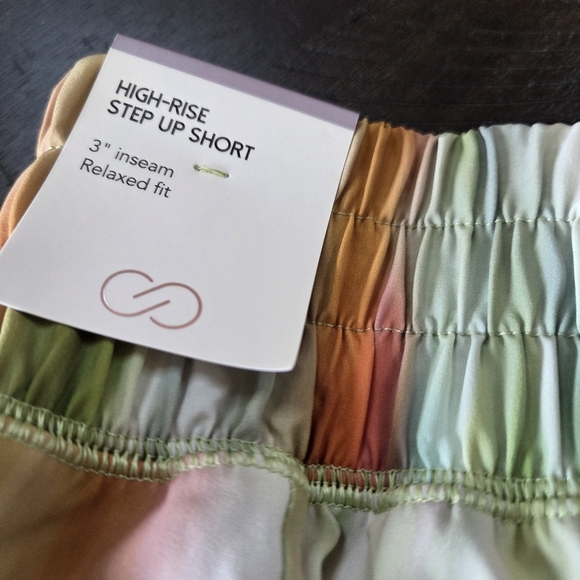 HIGH-RISE
STEP UP SHORT
3" inseam
Relaxed fit